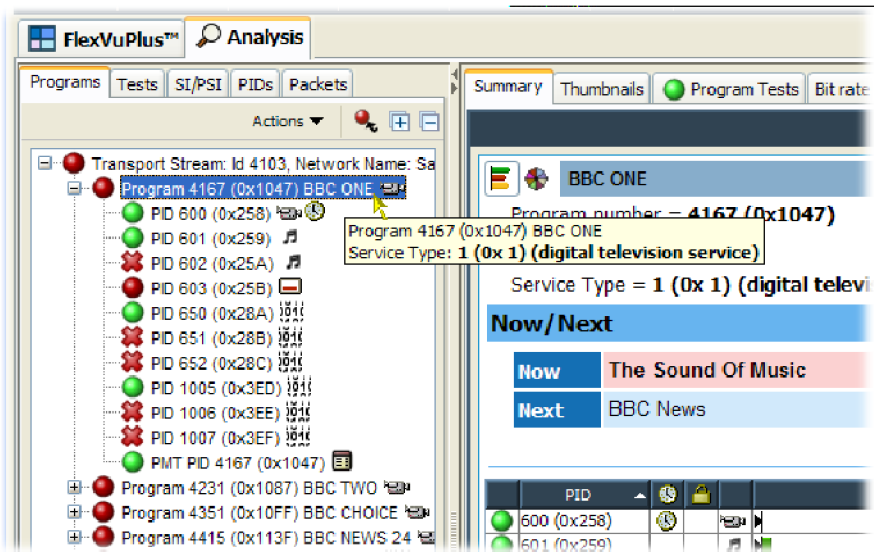 FlexVuPlus™ Analysis
Programs Tests SI/PSI PIDs Packets
Actions
Transport Stream: Id 4103, Network Name: Sa
Program 4167 (0x1047) BBC ONE
PID 600 (0x258)
PID 601 (0x259)
PID 602 (0x25A)
PID 603 (0x25B)
PID 650 (0x28A)
PID 651 (0x28B)
PID 652 (0x28C)
PID 1005 (0x3ED)
PID 1006 (0x3EE)
PID 1007 (0x3EF)
PMT PID 4167 (0x1047)
Program 4231 (0x1087) BBC TWO
Program 4351 (0x10FF) BBC CHOICE
Program 4415 (0x113F) BBC NEWS 24
Program 4167 (0x1047) BBC ONE
Service Type: 1 (0x 1) (digital television service)
Summary Thumbnails Program Tests Bit rate
BBC ONE
Program number = 4167 (0x1047)
Service Type = 1 (0x 1) (digital televi
Now/Next
Now The Sound Of Music
Next BBC News
PID
600 (0x258)
601 (0x259)